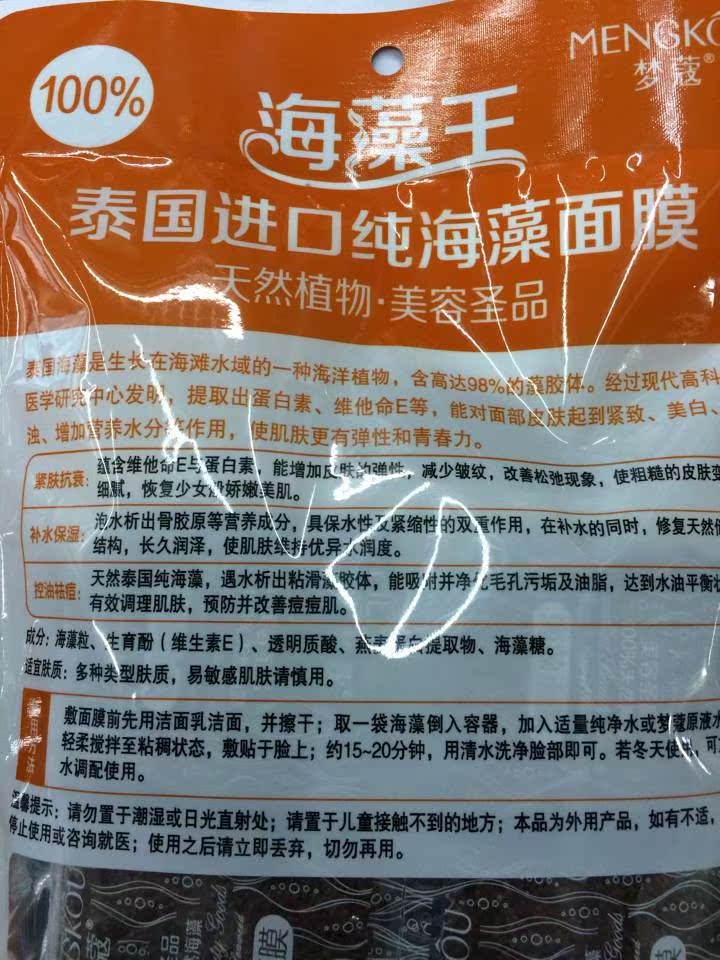 100%
MENGKO
梦蔻®
海藻王
泰国进口纯海藻面膜
天然植物·美容圣品
泰国海藻是生长在海滩水域的一种海洋植物，含高达98%的藻胶体。经过现代高科
医学研究中心发明，提取出蛋白素、维他命E等，能对面部皮肤起到紧致、美白、
浊、增加营养水分等作用，使肌肤更有弹性和青春力。
紧肤抗衰：蕴含维他命E与蛋白素，能增加皮肤的弹性，减少皱纹，改善松弛现象，使粗糙的皮肤变
细腻，恢复少女般娇嫩美肌。
补水保湿：泡水析出骨胶原等营养成分，具保水性及紧缩性的双重作用，在补水的同时，修复天然
结构，长久润泽，使肌肤维持优异水润度。
控油祛痘：天然泰国纯海藻，遇水析出粘滑藻胶体，能吸附并净化毛孔污垢及油脂，达到水油平衡
有效调理肌肤，预防并改善痘痘肌。
成分：海藻粒、生育酚（维生素E）、透明质酸、燕麦蛋白提取物、海藻糖。
适宜肤质：多种类型肤质，易敏感肌肤请慎用。
敷面膜前先用洁面乳洁面，并擦干；取一袋海藻倒入容器，加入适量纯净水或梦蔻原液水
轻柔搅拌至粘稠状态，敷贴于脸上；约15~20分钟，用清水洗净脸部即可。若冬天使用，可
水调配使用。
温馨提示：请勿置于潮湿或日光直射处；请置于儿童接触不到的地方；本品为外用产品，如有不适，
停止使用或咨询就医；使用之后请立即丢弃，切勿再用。